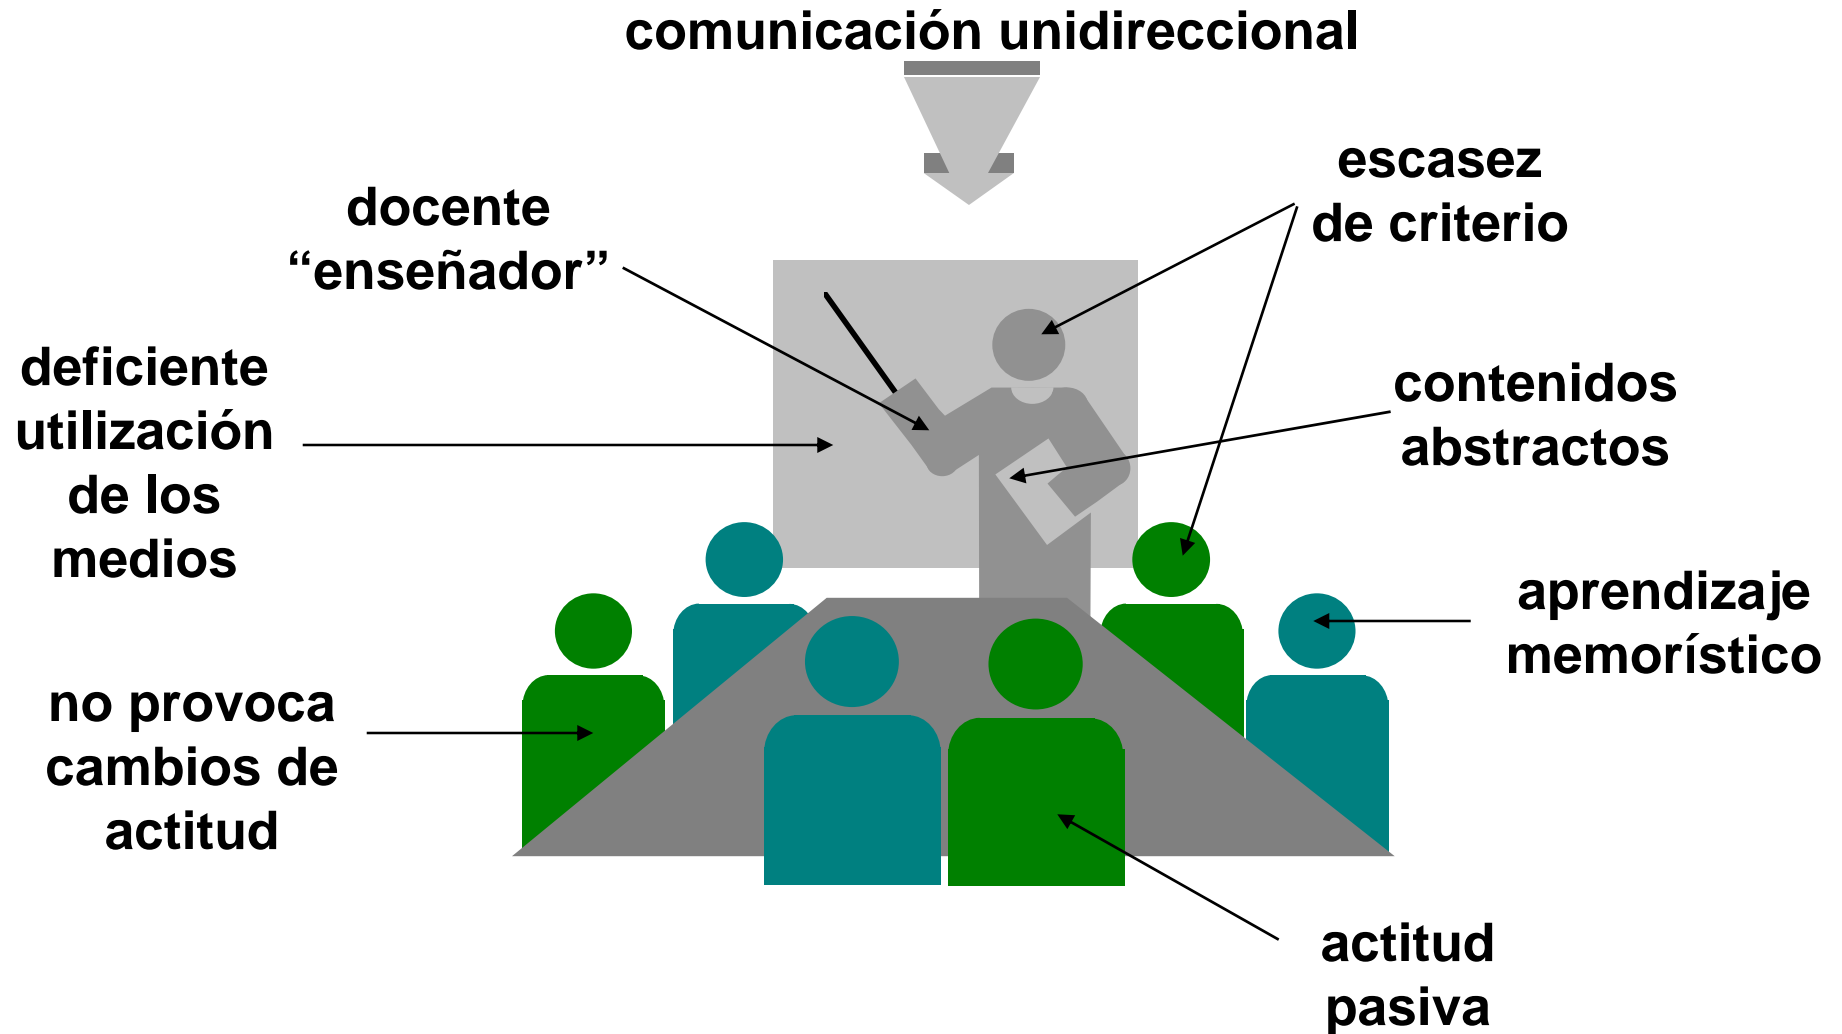 comunicación unidireccional
docente
“enseñador”
escasez
de criterio
deficiente
utilización
de los
medios
contenidos
abstractos
aprendizaje
memorístico
no provoca
cambios de
actitud
actitud
pasiva